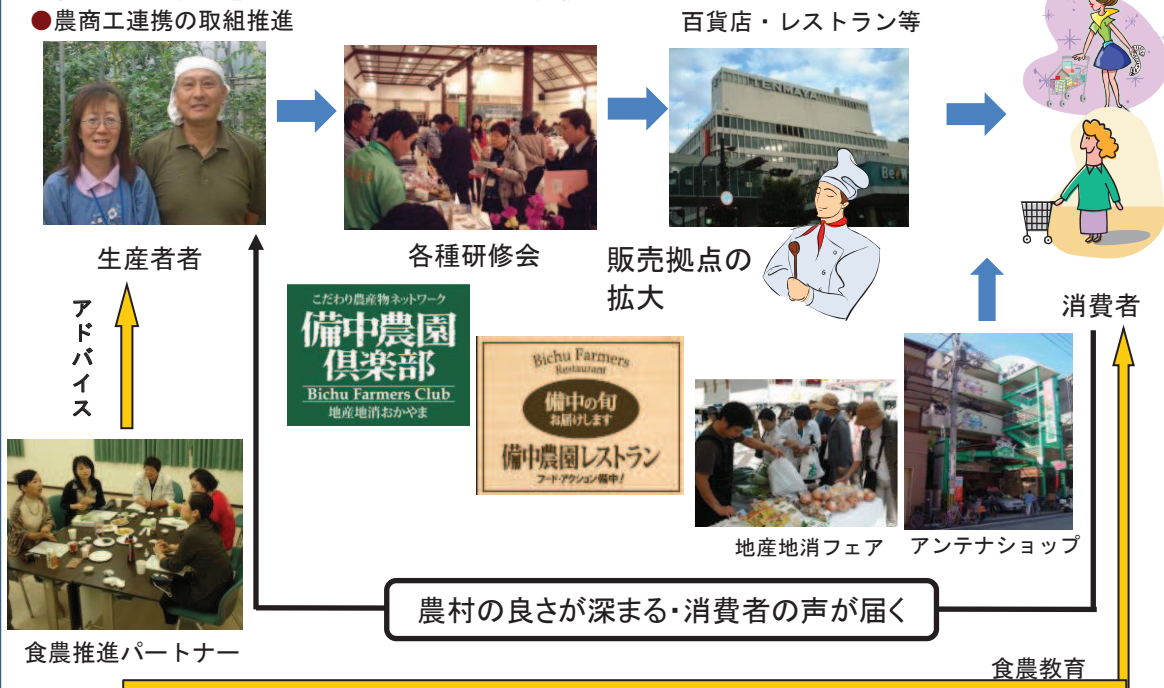 ●農商工連携の取組推進
百貨店・レストラン等
TENMAYA
生産者者
各種研修会
販売拠点の
拡大
消費者
アドバイス
こだわり農産物ネットワーク
備中農園
倶楽部
Bichu Farmers Club
地産地消おかやま
Bichu Farmers
Restaurant
備中の旬
お届けします
備中農園レストラン
フード・アクション備中!
地産地消フェア
アンテナショップ
農村の良さが深まる・消費者の声が届く
食農推進パートナー
食農教育